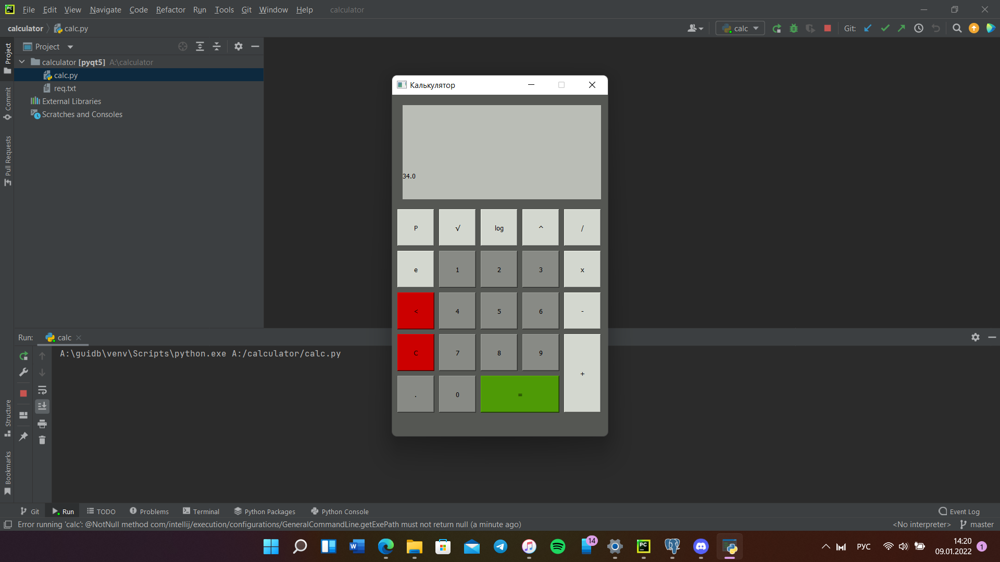 File Edit View Navigate Code Refactor Run Tools Git Window Help calculator
calculator calc.py
calc Git:
Project
calculator [pyqt5] A:\calculator
calc.py
req.txt
External Libraries
Scratches and Consoles
Project
Commit
Pull Requests
Structure
Bookmarks
Калькулятор
34.0
P √ log ^ /
e 1 2 3 x
< 4 5 6 -
C 7 8 9 +
. 0 =
Run: calc
A:\guidb\venv\Scripts\python.exe A:/calculator/calc.py
Git Run TODO Problems Terminal Python Packages Python Console Event Log
Error running 'calc': @NotNull method com/intellij/execution/configurations/GeneralCommandLine.getExePath must not return null (a minute ago) <No interpreter> master
14 РУС 14:20
09.01.2022 1